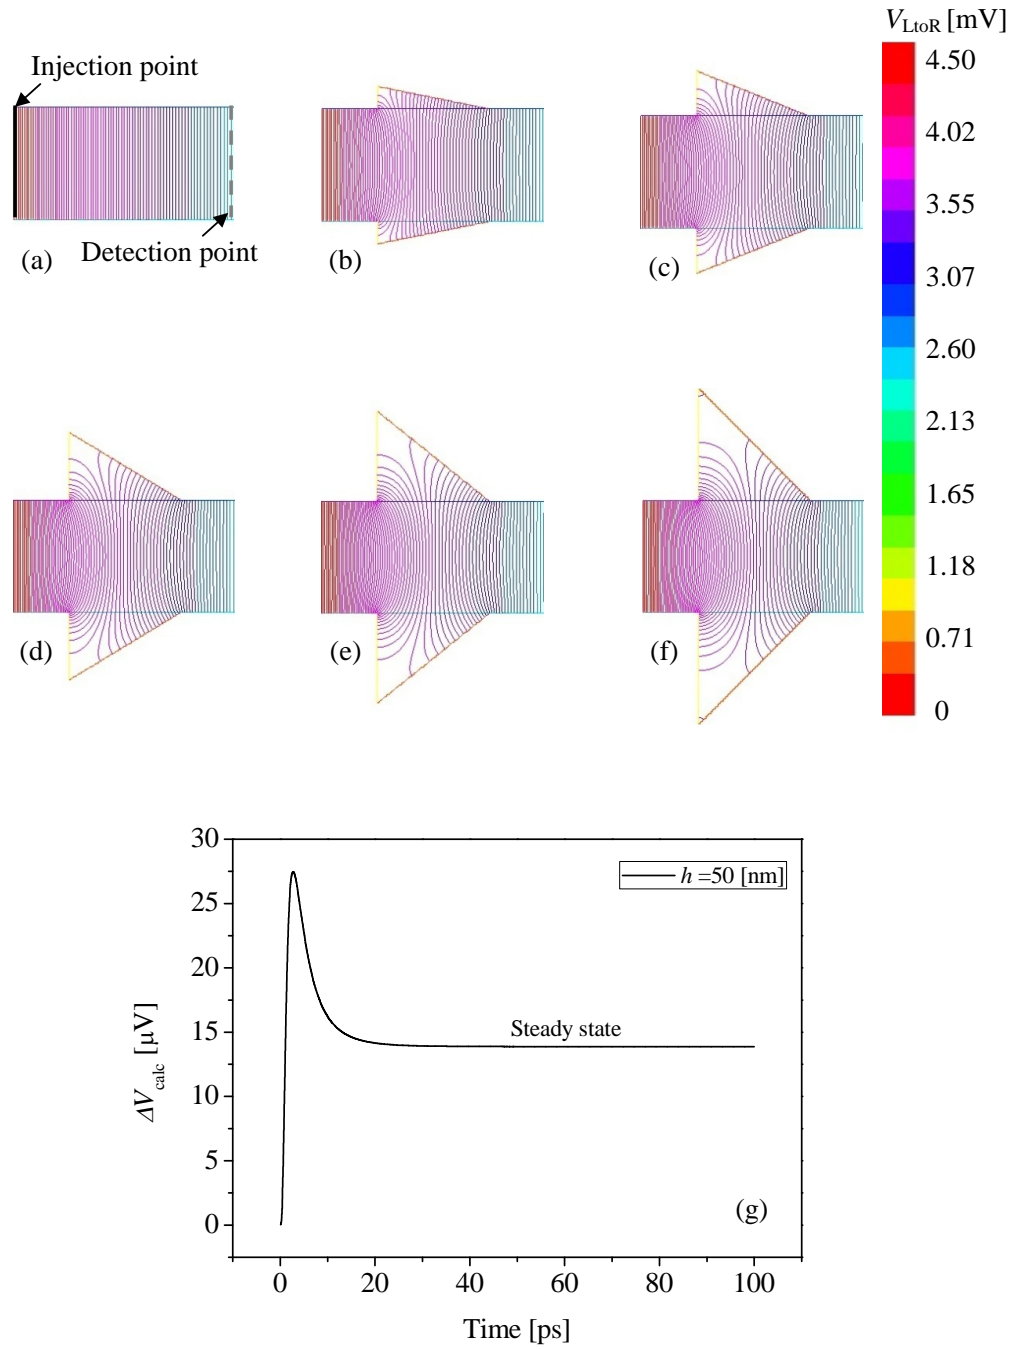 V_LtoR [mV]
Injection point
4.50
4.02
3.55
3.07
2.60
2.13
1.65
1.18
0.71
0
Detection point
(a)
(b)
(c)
(d)
(e)
(f)
30
25
20
15
10
5
0
ΔV_calc [μV]
h =50 [nm]
Steady state
(g)
0
20
40
60
80
100
Time [ps]